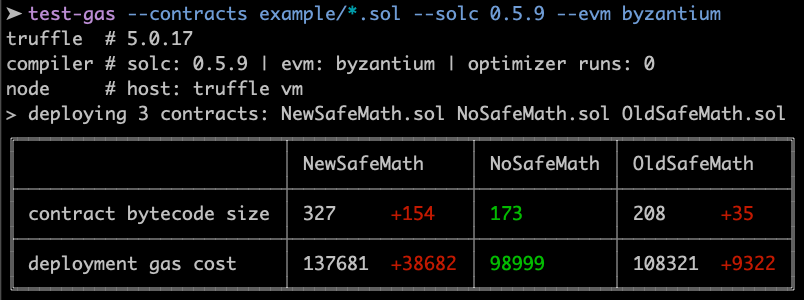 ➤ test-gas --contracts example/*.sol --solc 0.5.9 --evm byzantium
truffle # 5.0.17
compiler # solc: 0.5.9 | evm: byzantium | optimizer runs: 0
node # host: truffle vm
> deploying 3 contracts: NewSafeMath.sol NoSafeMath.sol OldSafeMath.sol
NewSafeMath NoSafeMath OldSafeMath
contract bytecode size 327 +154 173 208 +35
deployment gas cost 137681 +38682 98999 108321 +9322